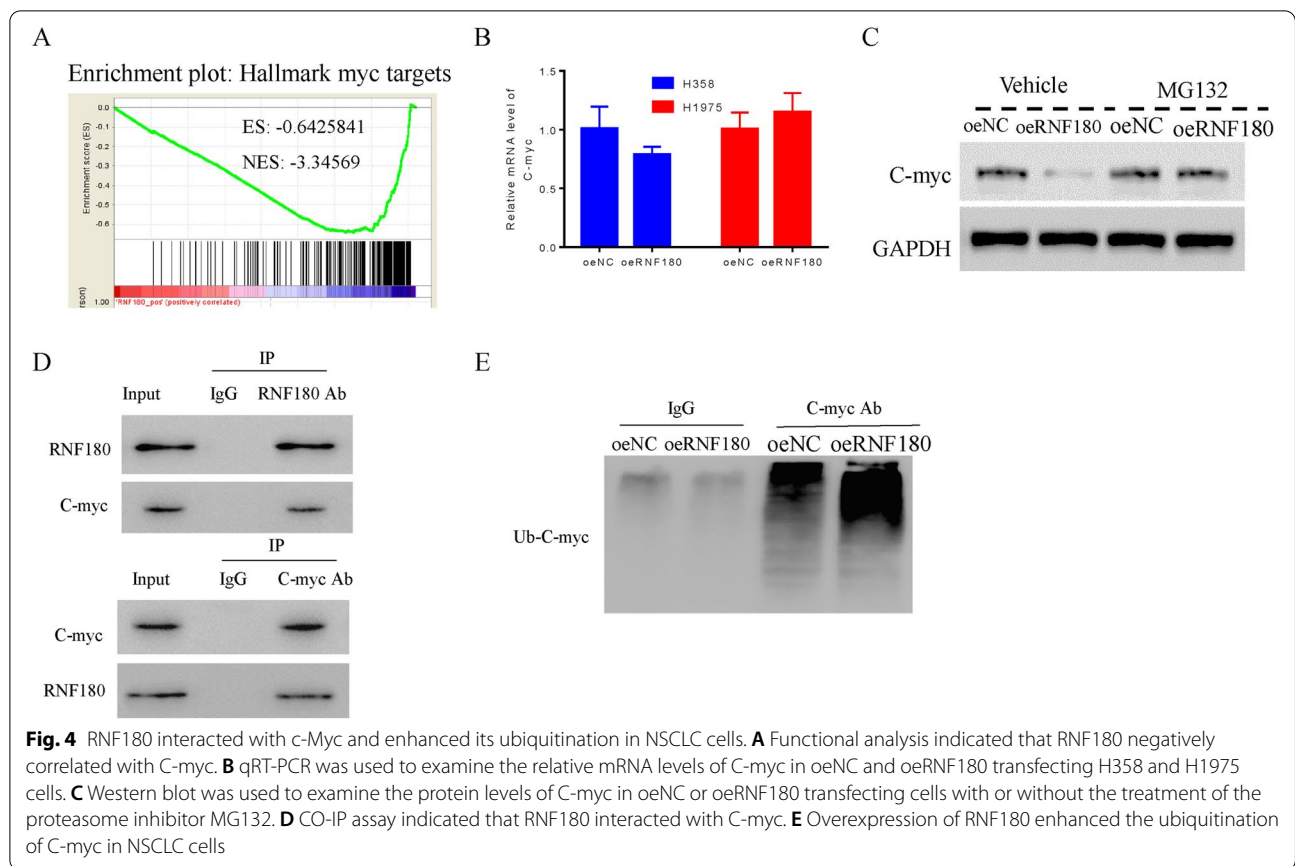 A
Enrichment plot: Hallmark myc targets
ES: -0.6425841
NES: -3.34569
Enrichment score (ES)
0.0
-0.1
-0.2
-0.3
-0.4
-0.5
-0.6
'RNF180_pos' (positively correlated)
1.00
B
H358
H1975
Relative mRNA level of
C-myc
1.5
1.0
0.5
0.0
oeNC oeRNF180 oeNC oeRNF180
C
Vehicle MG132
oeNC oeRNF180 oeNC oeRNF180
C-myc
GAPDH
D
IP
Input IgG RNF180 Ab
RNF180
C-myc
IP
Input IgG C-myc Ab
C-myc
RNF180
E
IgG C-myc Ab
oeNC oeRNF180 oeNC oeRNF180
Ub-C-myc
Fig. 4 RNF180 interacted with c-Myc and enhanced its ubiquitination in NSCLC cells. A Functional analysis indicated that RNF180 negatively
correlated with C-myc. B qRT-PCR was used to examine the relative mRNA levels of C-myc in oeNC and oeRNF180 transfecting H358 and H1975
cells. C Western blot was used to examine the protein levels of C-myc in oeNC or oeRNF180 transfecting cells with or without the treatment of the
proteasome inhibitor MG132. D CO-IP assay indicated that RNF180 interacted with C-myc. E Overexpression of RNF180 enhanced the ubiquitination
of C-myc in NSCLC cells